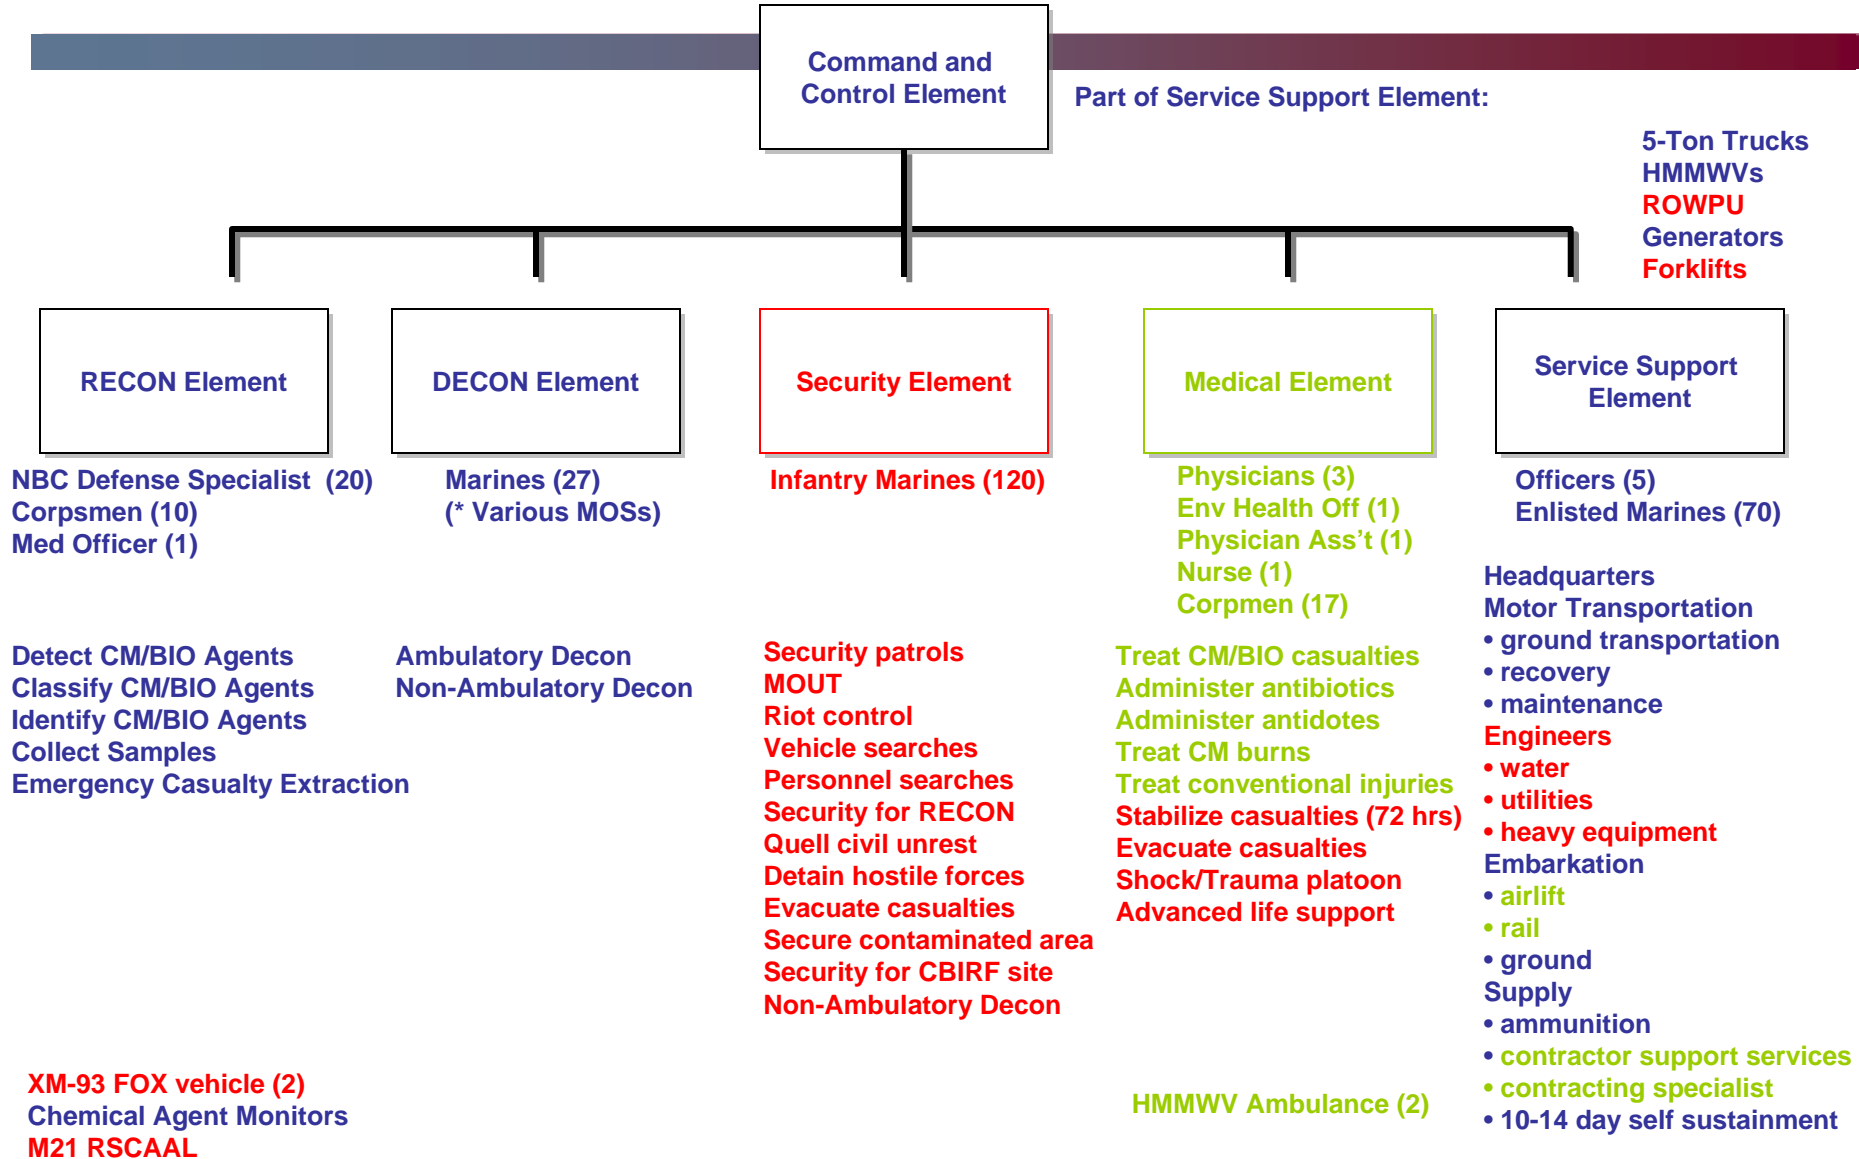 Command and
Control Element
Part of Service Support Element:
5-Ton Trucks
HMMWVs
ROWPU
Generators
Forklifts
RECON Element
NBC Defense Specialist (20)
Corpsmen (10)
Med Officer (1)
Detect CM/BIO Agents
Classify CM/BIO Agents
Identify CM/BIO Agents
Collect Samples
Emergency Casualty Extraction
XM-93 FOX vehicle (2)
Chemical Agent Monitors
M21 RSCAAL
DECON Element
Marines (27)
(* Various MOSs)
Ambulatory Decon
Non-Ambulatory Decon
Security Element
Infantry Marines (120)
Security patrols
MOUT
Riot control
Vehicle searches
Personnel searches
Security for RECON
Quell civil unrest
Detain hostile forces
Evacuate casualties
Secure contaminated area
Security for CBIRF site
Non-Ambulatory Decon
Medical Element
Physicians (3)
Env Health Off (1)
Physician Ass’t (1)
Nurse (1)
Corpmen (17)
Treat CM/BIO casualties
Administer antibiotics
Administer antidotes
Treat CM burns
Treat conventional injuries
Stabilize casualties (72 hrs)
Evacuate casualties
Shock/Trauma platoon
Advanced life support
HMMWV Ambulance (2)
Service Support
Element
Officers (5)
Enlisted Marines (70)
Headquarters
Motor Transportation
• ground transportation
• recovery
• maintenance
Engineers
• water
• utilities
• heavy equipment
Embarkation
• airlift
• rail
• ground
Supply
• ammunition
• contractor support services
• contracting specialist
• 10-14 day self sustainment